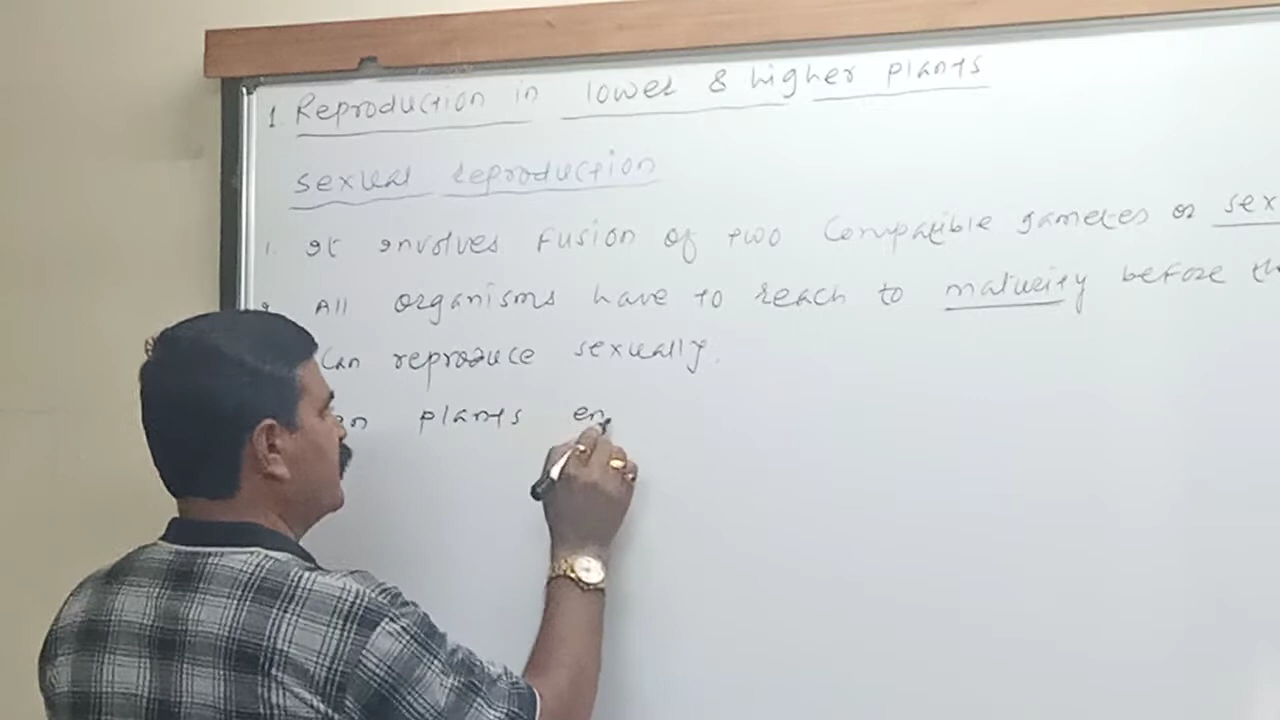 1. Reproduction in lower & higher plants
sexual reproduction
1. It involves Fusion of two compatible gametes or sex
2. All organisms have to reach to maturity before th
can reproduce sexually.
plants en